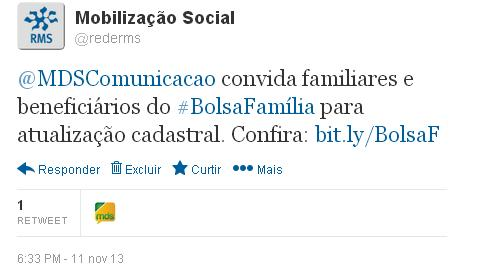 RMS
Mobilização Social
@rederms
@MDSComunicacao convida familiares e
beneficiários do #BolsaFamília para
atualização cadastral. Confira: bit.ly/BolsaF
Responder Excluir Curtir Mais
1
RETWEET
mds
6:33 PM - 11 nov 13